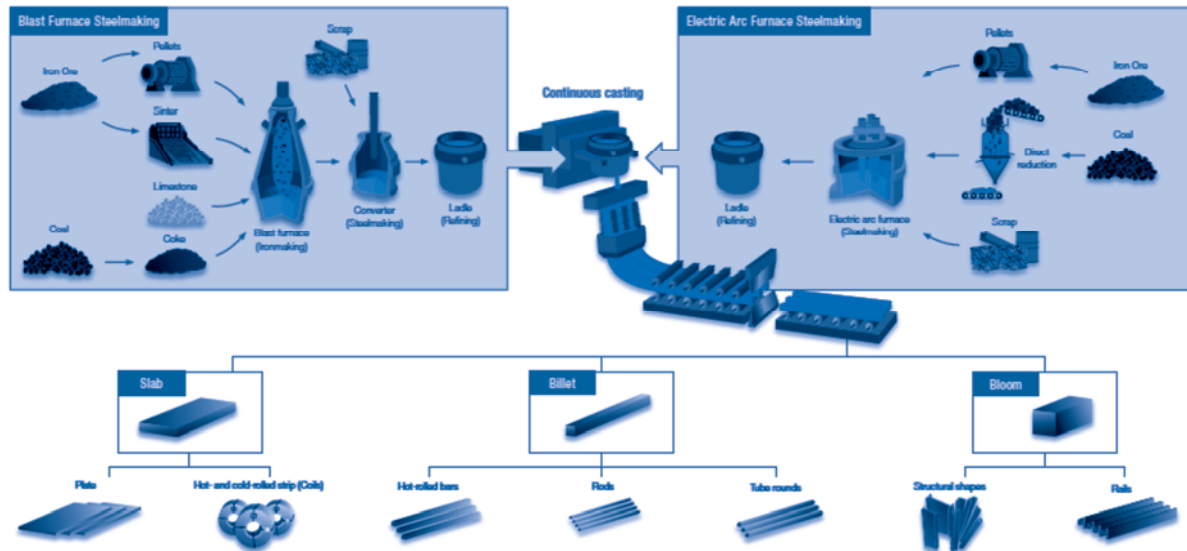 Blast Furnace Steelmaking
Iron Ore
Pellets
Sinter
Limestone
Coal
Coke
Blast furnace
(Ironmaking)
Scrap
Converter
(Steelmaking)
Ladle
(Refining)
Continuous casting
Electric Arc Furnace Steelmaking
Pellets
Iron Ore
Coal
Direct
reduction
Scrap
Electric arc furnace
(Steelmaking)
Ladle
(Refining)
Slab
Plate
Hot- and cold-rolled strip (Coils)
Billet
Hot-rolled bars
Rods
Tube rounds
Bloom
Structural shapes
Rails